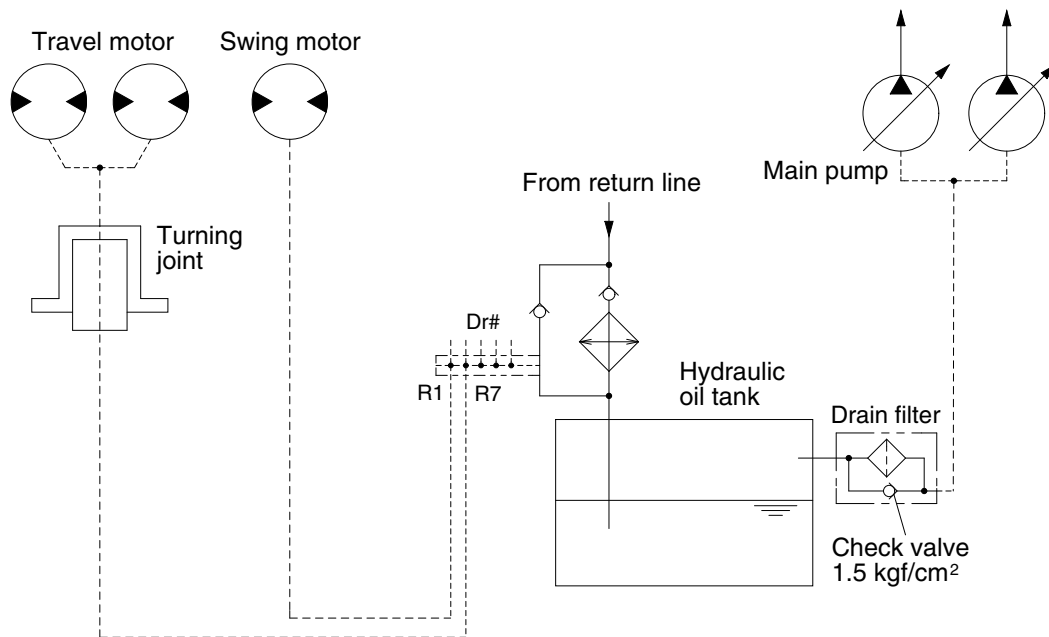 Travel motor
Swing motor
Main pump
From return line
Turning
joint
Dr#
R1
R7
Hydraulic
oil tank
Drain filter
Check valve
1.5 kgf/cm²